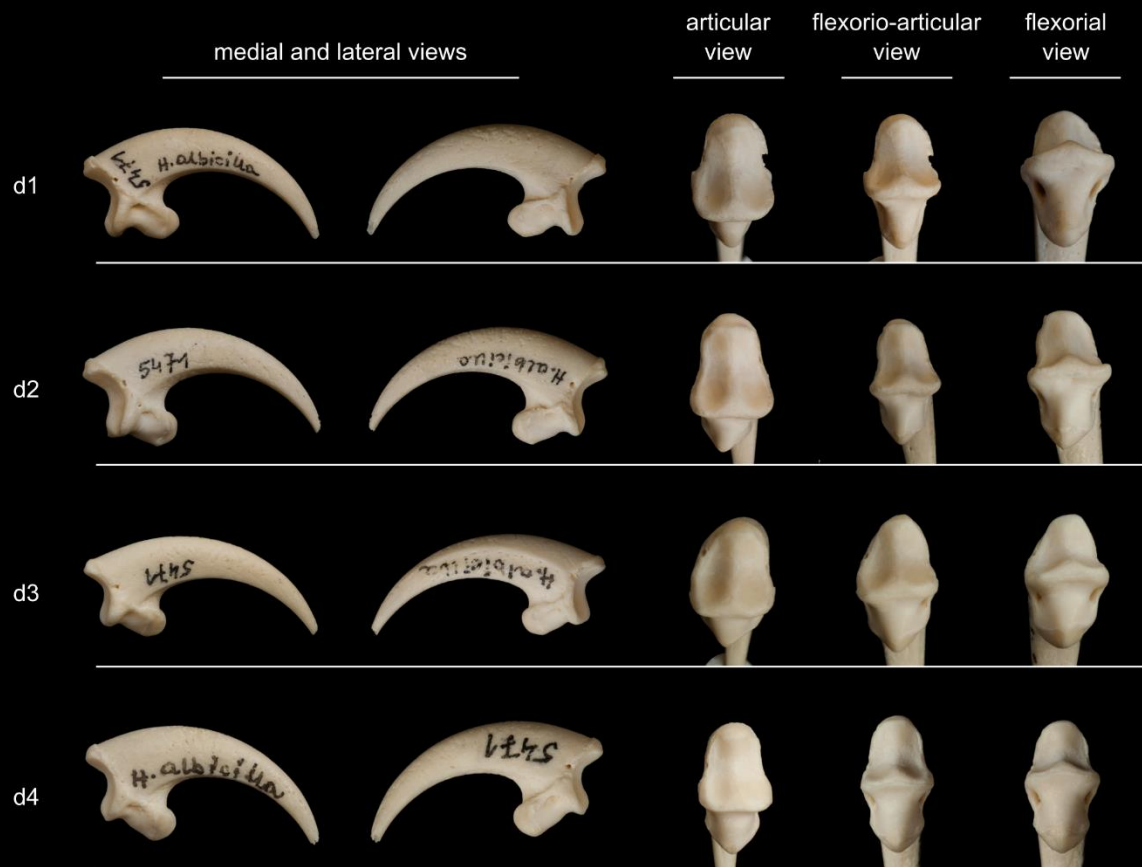 medial and lateral views
articular
view
flexorio-articular
view
flexorial
view
d1
5471
H. albicilla
d2
5471
H. albicilla
d3
5471
H. albicilla
d4
H. albicilla
5471